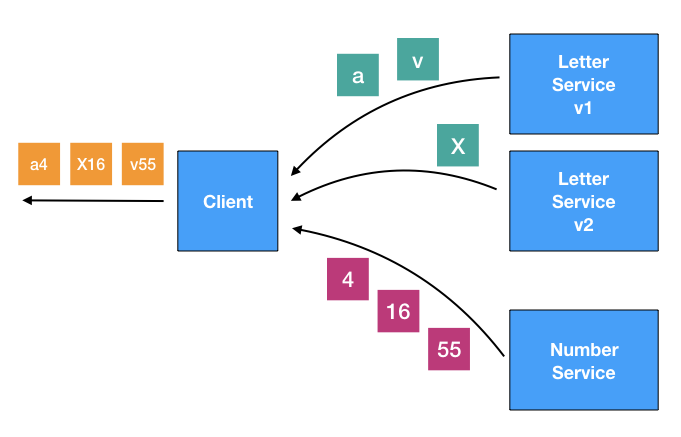 a
v
Letter
Service
v1
X
a4
X16
v55
Client
Letter
Service
v2
4
16
55
Number
Service